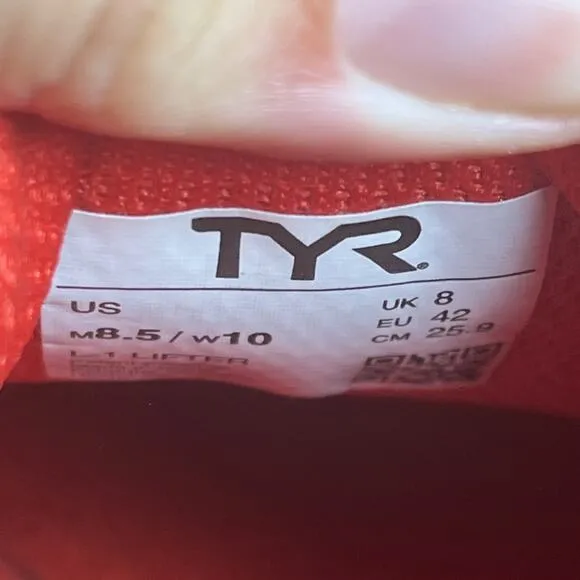 TYR
US
M8.5 / W10
L-1 LIFTER
UK 8
EU 42
CM 25.9